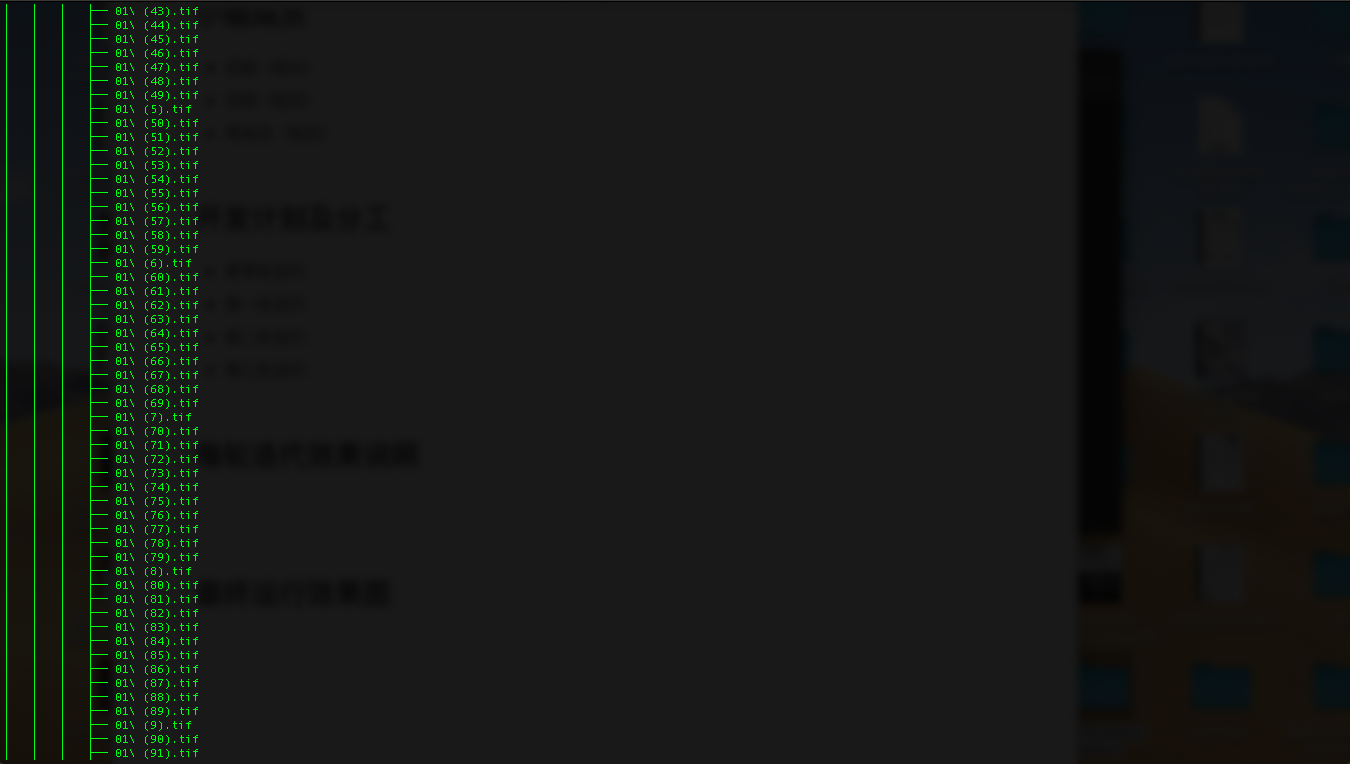 ├── 01\ (43).tif
├── 01\ (44).tif
├── 01\ (45).tif
├── 01\ (46).tif
├── 01\ (47).tif
├── 01\ (48).tif
├── 01\ (49).tif
├── 01\ (5).tif
├── 01\ (50).tif
├── 01\ (51).tif
├── 01\ (52).tif
├── 01\ (53).tif
├── 01\ (54).tif
├── 01\ (55).tif
├── 01\ (56).tif
├── 01\ (57).tif
├── 01\ (58).tif
├── 01\ (59).tif
├── 01\ (6).tif
├── 01\ (60).tif
├── 01\ (61).tif
├── 01\ (62).tif
├── 01\ (63).tif
├── 01\ (64).tif
├── 01\ (65).tif
├── 01\ (66).tif
├── 01\ (67).tif
├── 01\ (68).tif
├── 01\ (69).tif
├── 01\ (7).tif
├── 01\ (70).tif
├── 01\ (71).tif
├── 01\ (72).tif
├── 01\ (73).tif
├── 01\ (74).tif
├── 01\ (75).tif
├── 01\ (76).tif
├── 01\ (77).tif
├── 01\ (78).tif
├── 01\ (79).tif
├── 01\ (8).tif
├── 01\ (80).tif
├── 01\ (81).tif
├── 01\ (82).tif
├── 01\ (83).tif
├── 01\ (84).tif
├── 01\ (85).tif
├── 01\ (86).tif
├── 01\ (87).tif
├── 01\ (88).tif
├── 01\ (89).tif
├── 01\ (9).tif
├── 01\ (90).tif
├── 01\ (91).tif